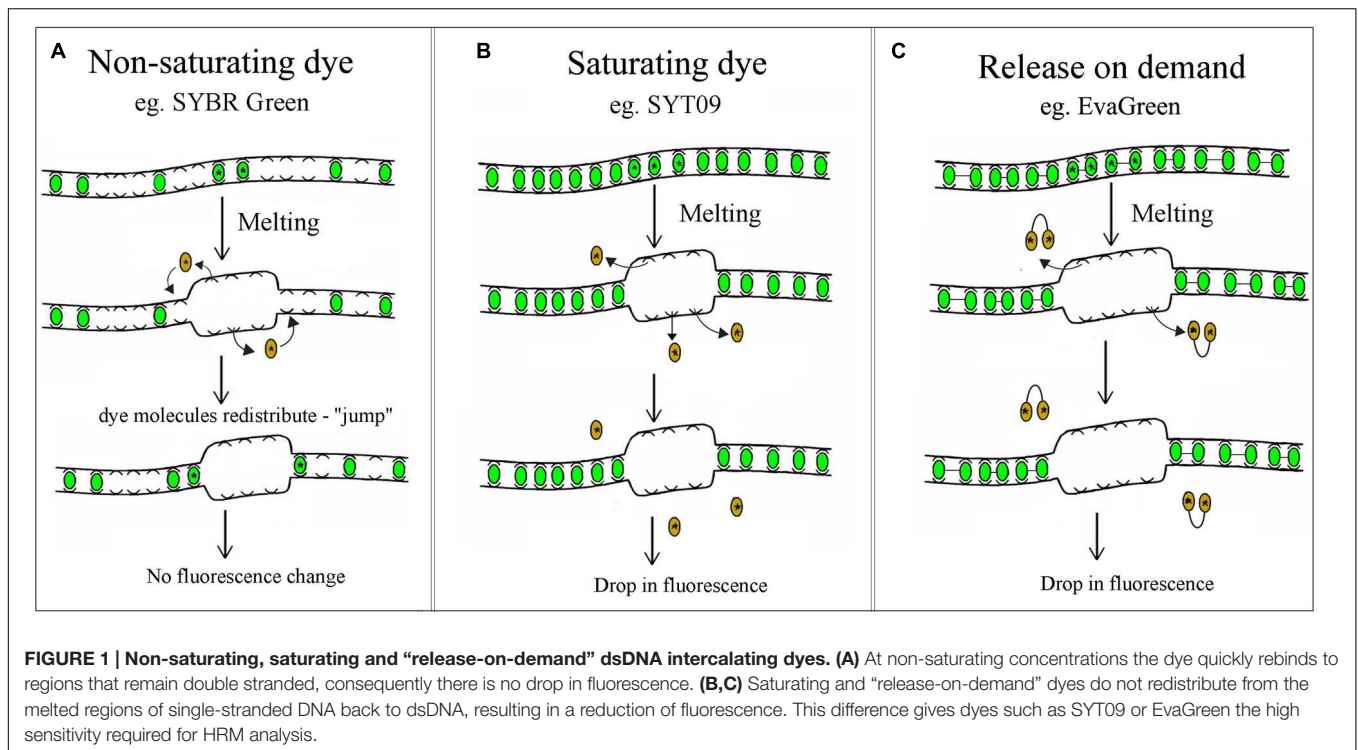 A
Non-saturating dye
eg. SYBR Green
Melting
dye molecules redistribute - "jump"
No fluorescence change
B
Saturating dye
eg. SYT09
Melting
Drop in fluorescence
C
Release on demand
eg. EvaGreen
Melting
Drop in fluorescence
FIGURE 1 | Non-saturating, saturating and “release-on-demand” dsDNA intercalating dyes. (A) At non-saturating concentrations the dye quickly rebinds to
regions that remain double stranded, consequently there is no drop in fluorescence. (B,C) Saturating and “release-on-demand” dyes do not redistribute from the
melted regions of single-stranded DNA back to dsDNA, resulting in a reduction of fluorescence. This difference gives dyes such as SYT09 or EvaGreen the high
sensitivity required for HRM analysis.